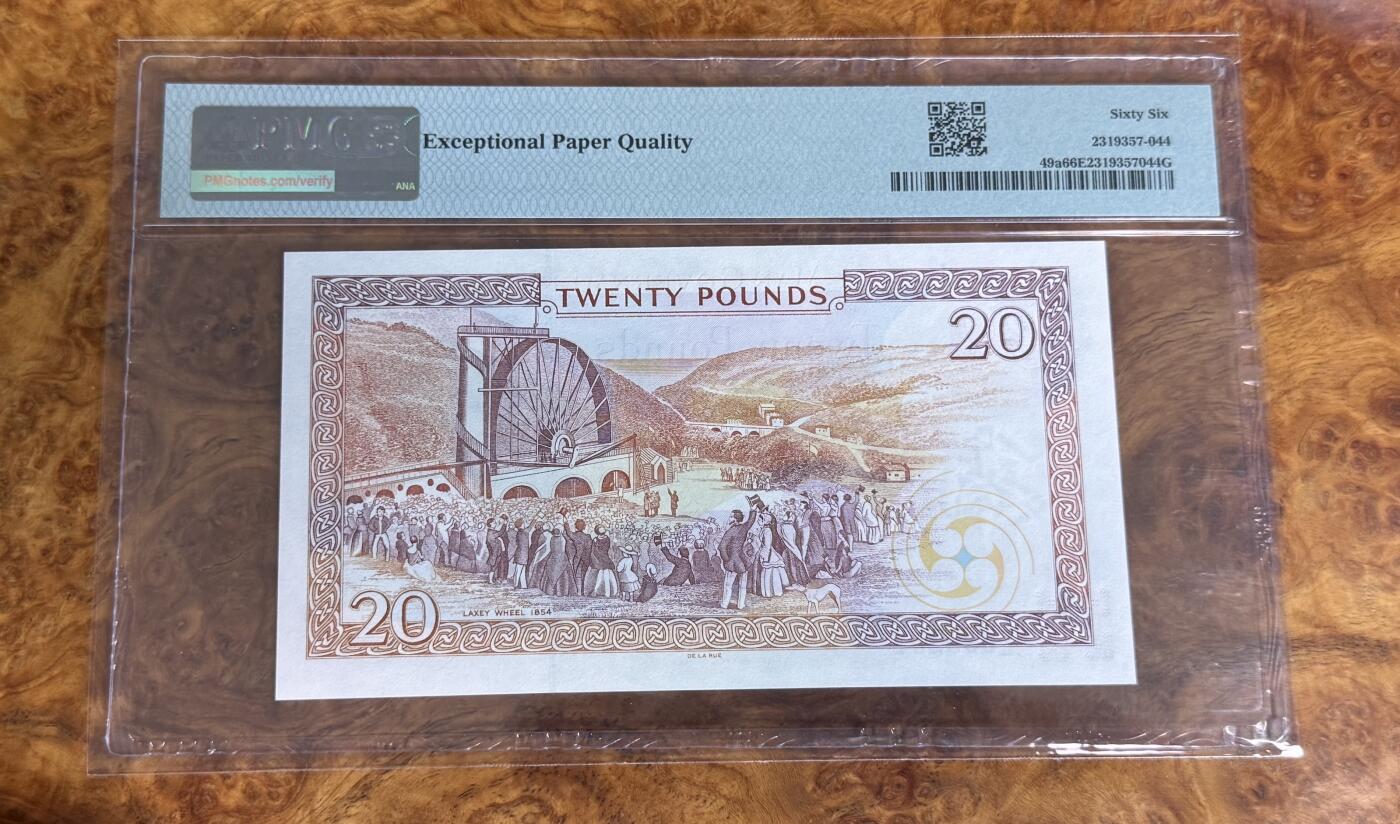 PMG
PMGnotes.com/verify
ANA
Exceptional Paper Quality
Sixty Six
2319357-044
49a66E2319357044G
TWENTY POUNDS
20
20
LAXEY WHEEL 1854
DE LA RUE